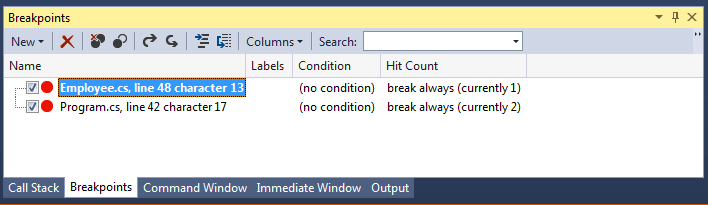 Breakpoints
New Columns Search:
Name Labels Condition Hit Count
Employee.cs, line 48 character 13 (no condition) break always (currently 1)
Program.cs, line 42 character 17 (no condition) break always (currently 2)
Call Stack Breakpoints Command Window Immediate Window Output